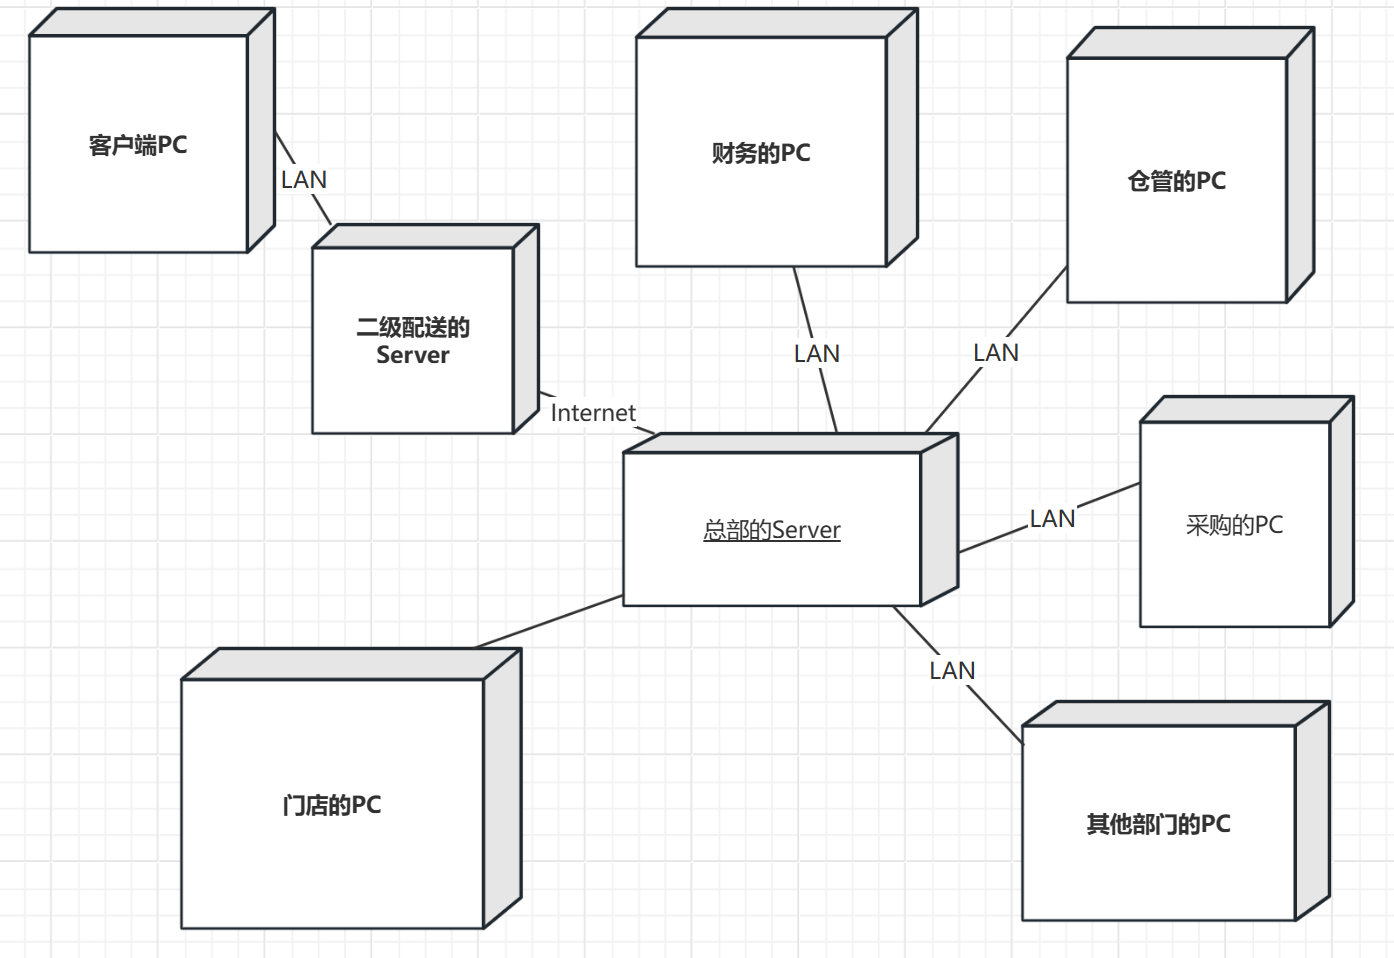 客户端PC
财务的PC
仓管的PC
LAN
二级配送的
Server
LAN
LAN
Internet
总部的Server
LAN
采购的PC
LAN
门店的PC
其他部门的PC